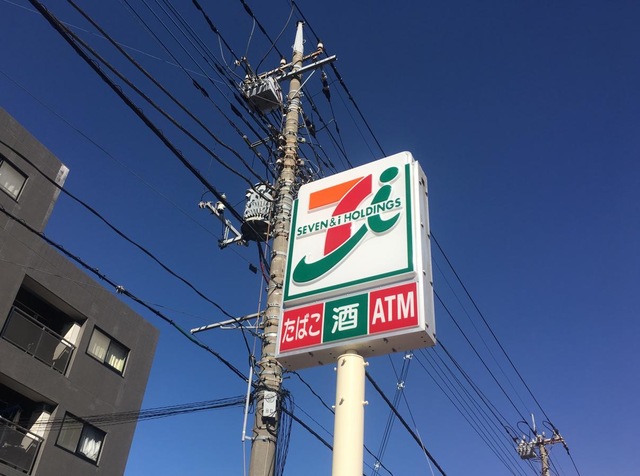 7i
SEVEN & i HOLDINGS
たばこ 酒 ATM